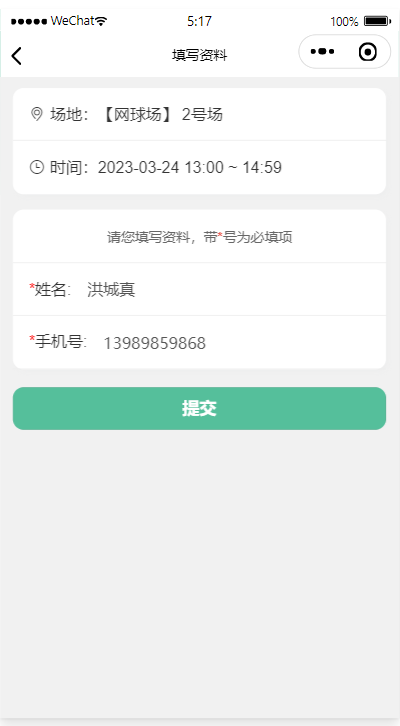 WeChat 5:17 100%
填写资料
场地：【网球场】 2号场
时间：2023-03-24 13:00 ~ 14:59
请您填写资料，带*号为必填项
*姓名: 洪城真
*手机号: 13989859868
提交